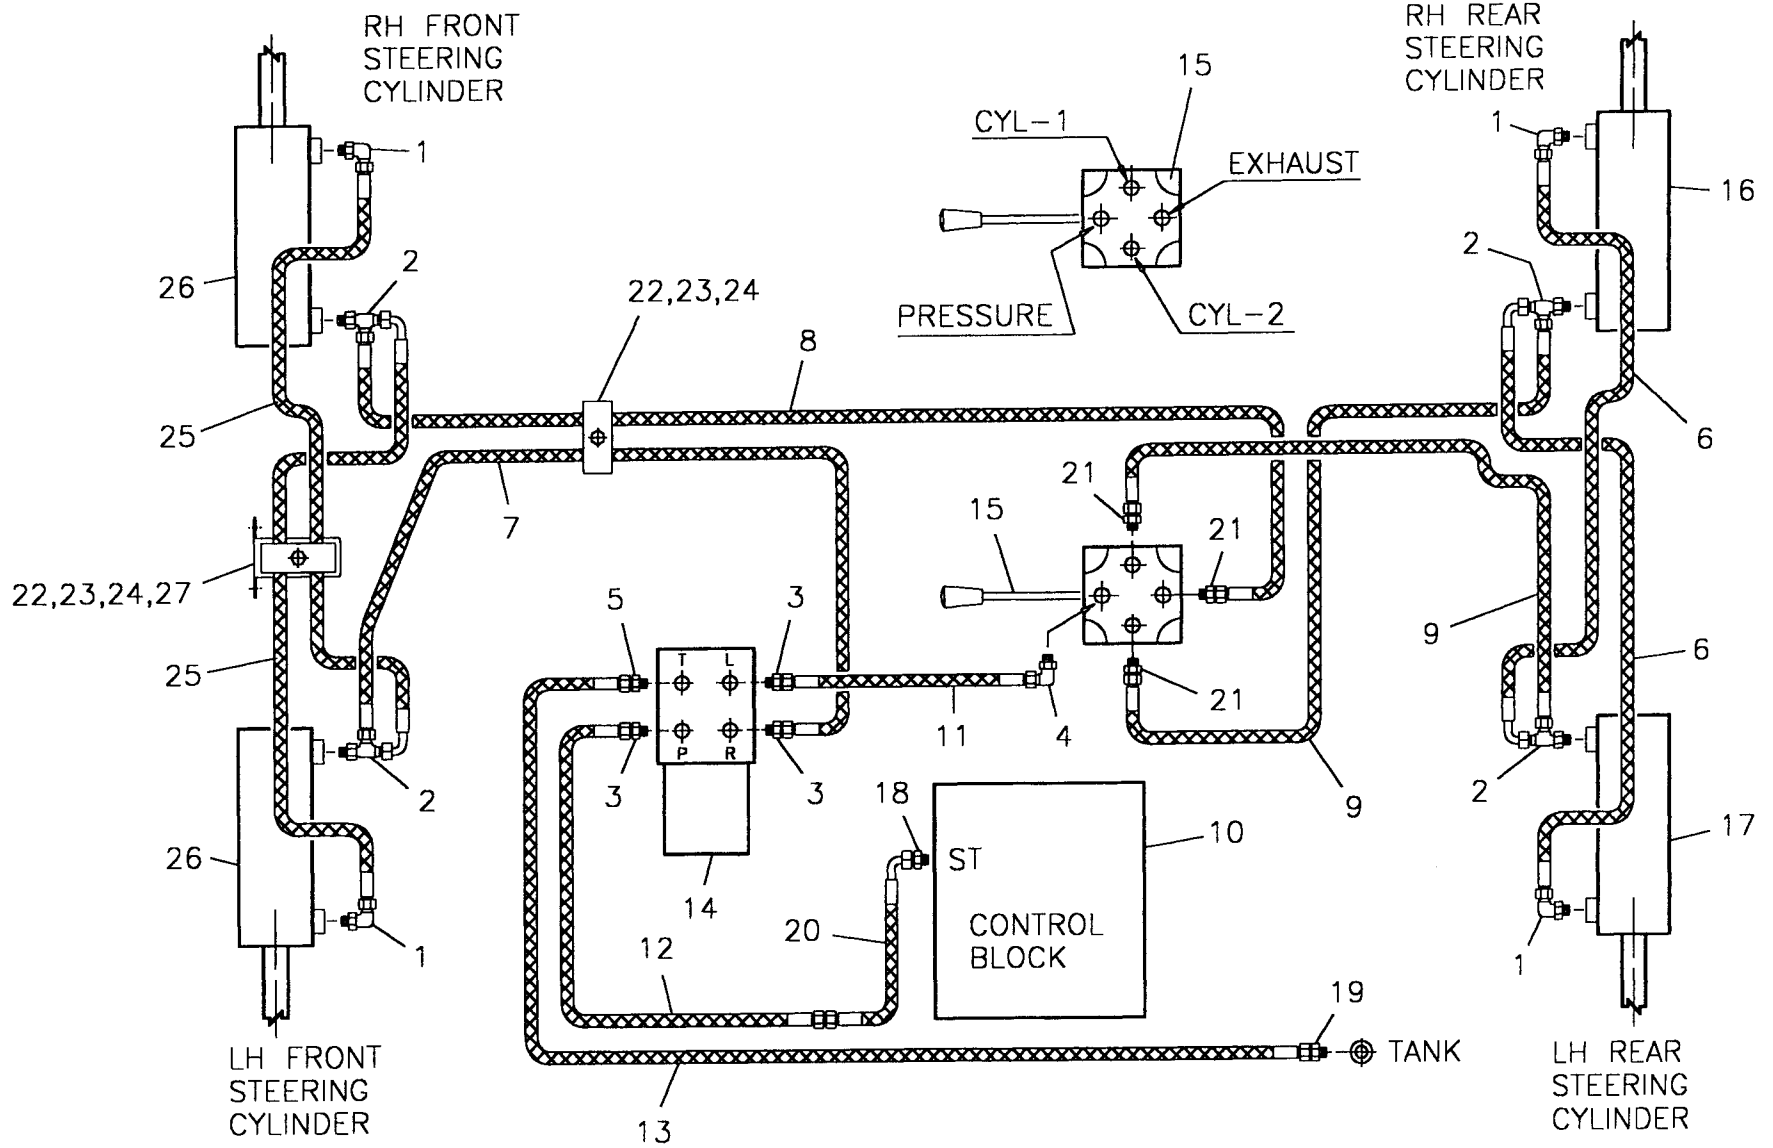 RH FRONT
STEERING
CYLINDER
RH REAR
STEERING
CYLINDER
15
CYL-1
EXHAUST
PRESSURE
CYL-2
1
1
16
26
2
2
22,23,24
8
25
6
7
21
15
21
22,23,24,27
9
5
3
T L
25
6
21
11
4
P R
2
3
3
18
9
2
10
17
26
ST
14
20
CONTROL
BLOCK
12
1
1
19
TANK
LH FRONT
STEERING
CYLINDER
LH REAR
STEERING
CYLINDER
13